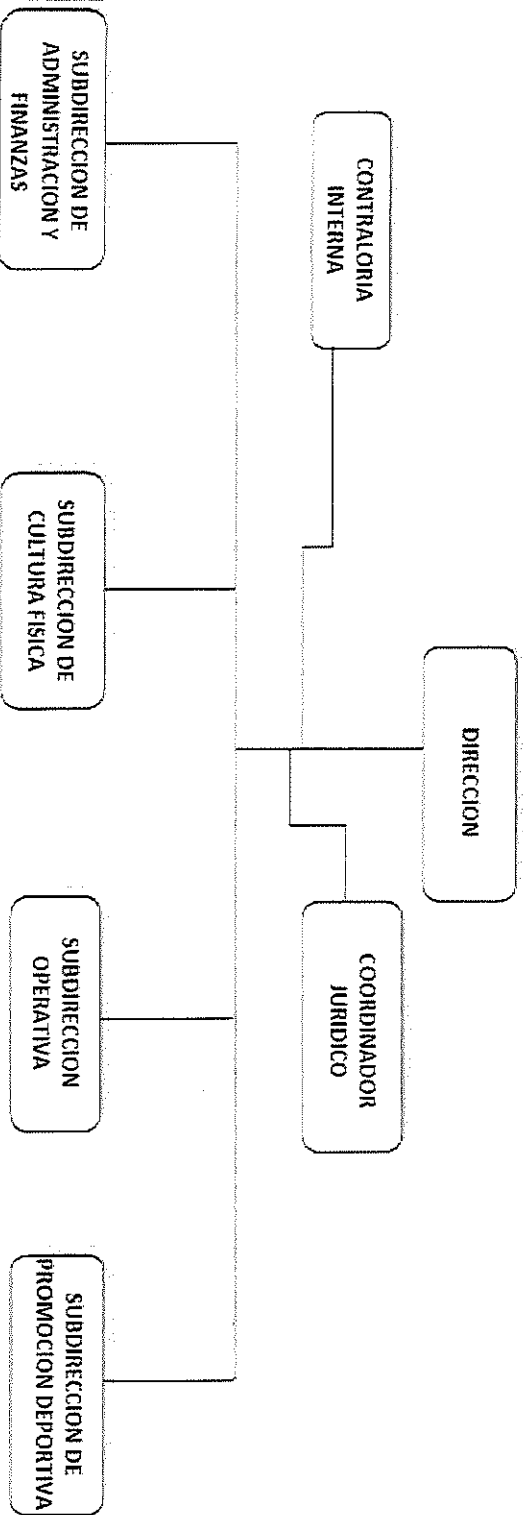 DIRECCION
CONTRALORIA
INTERNA
COORDINADOR
JURIDICO
SUBDIRECCION DE
ADMINISTRACION Y
FINANZAS
SUBDIRECCION DE
CULTURA FISICA
SUBDIRECCION
OPERATIVA
SUBDIRECCION DE
PROMOCION DEPORTIVA